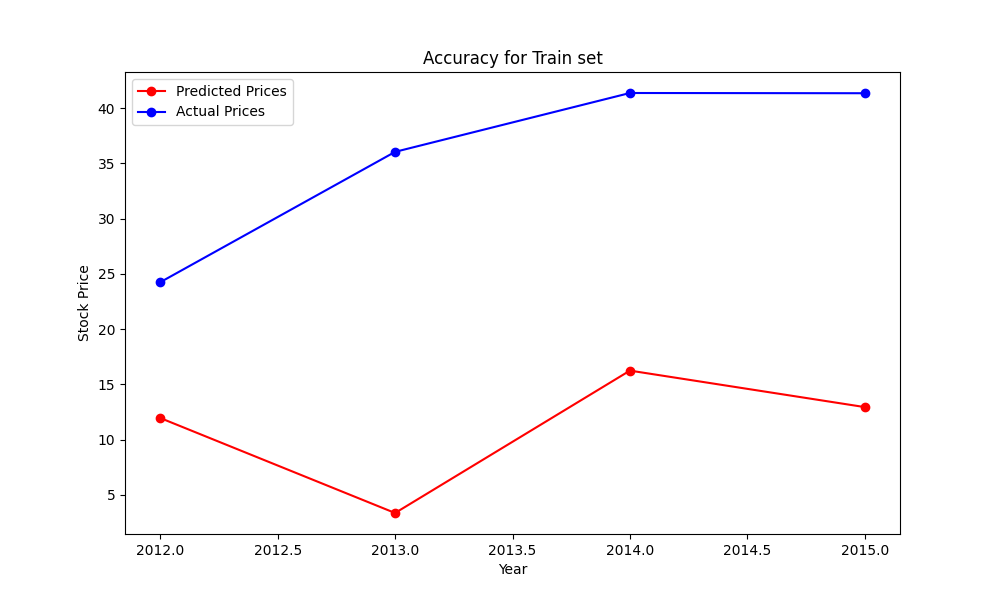 Accuracy for Train set
Predicted Prices
Actual Prices
Stock Price
40
35
30
25
20
15
10
5
2012.0 2012.5 2013.0 2013.5 2014.0 2014.5 2015.0
Year